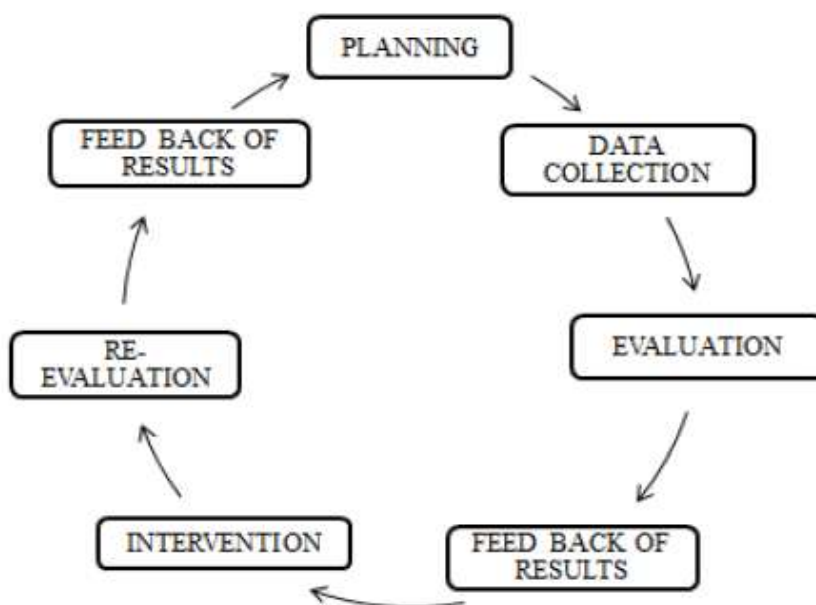 PLANNING
DATA
COLLECTION
EVALUATION
FEED BACK OF
RESULTS
INTERVENTION
RE-
EVALUATION
FEED BACK OF
RESULTS